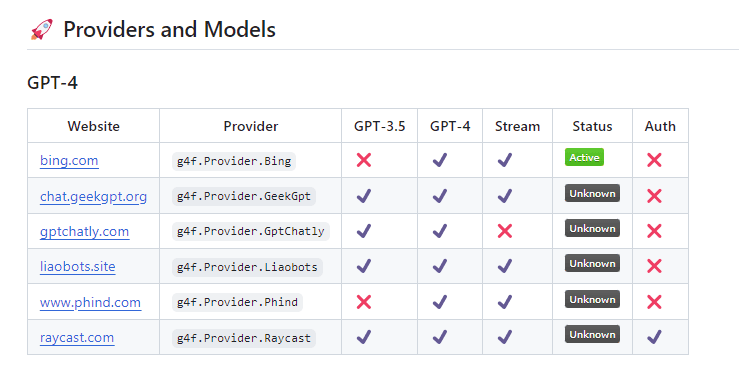 🚀 Providers and Models
GPT-4
Website Provider GPT-3.5 GPT-4 Stream Status Auth
bing.com g4f.Provider.Bing ❌ ✔ ✔ Active ❌
chat.geekgpt.org g4f.Provider.GeekGpt ✔ ✔ ✔ Unknown ❌
gptchatly.com g4f.Provider.GptChatly ✔ ✔ ❌ Unknown ❌
liaobots.site g4f.Provider.Liaobots ✔ ✔ ✔ Unknown ❌
www.phind.com g4f.Provider.Phind ❌ ✔ ✔ Unknown ❌
raycast.com g4f.Provider.Raycast ✔ ✔ ✔ Unknown ✔